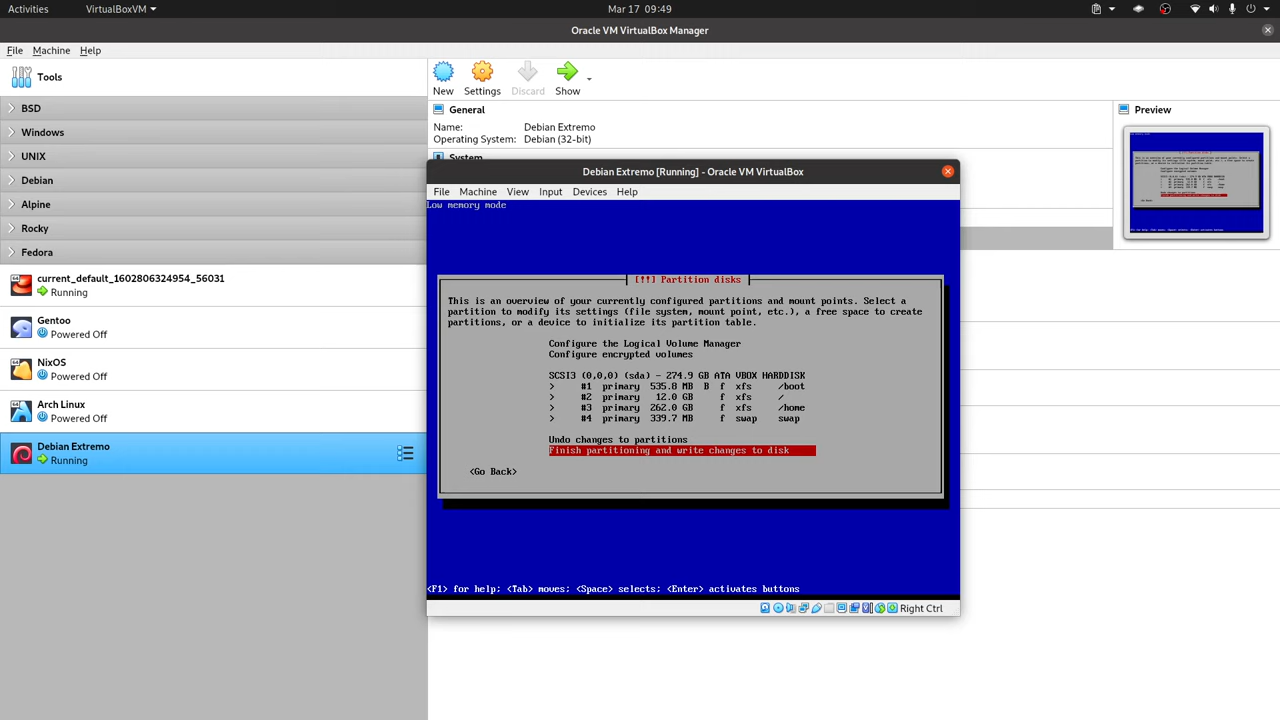 Activities VirtualBoxVM Mar 17 09:49
Oracle VM VirtualBox Manager
File Machine Help
Tools
New Settings Discard Show
BSD
Windows
UNIX
Debian
Alpine
Rocky
Fedora
current_default_1602806324954_56031
Running
Gentoo
Powered Off
NixOS
Powered Off
Arch Linux
Powered Off
Debian Extremo
Running
General
Name: Debian Extremo
Operating System: Debian (32-bit)
System
Preview
Debian Extremo [Running] - Oracle VM VirtualBox
File Machine View Input Devices Help
Low memory mode
[!!] Partition disks
This is an overview of your currently configured partitions and mount points. Select a
partition to modify its settings (file system, mount point, etc.), a free space to create
partitions, or a device to initialize its partition table.
Configure the Logical Volume Manager
Configure encrypted volumes
SCSI3 (0,0,0) (sda) - 274.9 GB ATA VBOX HARDDISK
> #1 primary 535.8 MB B f xfs /boot
> #2 primary 12.0 GB f xfs /
> #3 primary 262.0 GB f xfs /home
> #4 primary 339.7 MB f swap swap
Undo changes to partitions
Finish partitioning and write changes to disk
<Go Back>
<F1> for help; <Tab> moves; <Space> selects; <Enter> activates buttons
Right Ctrl